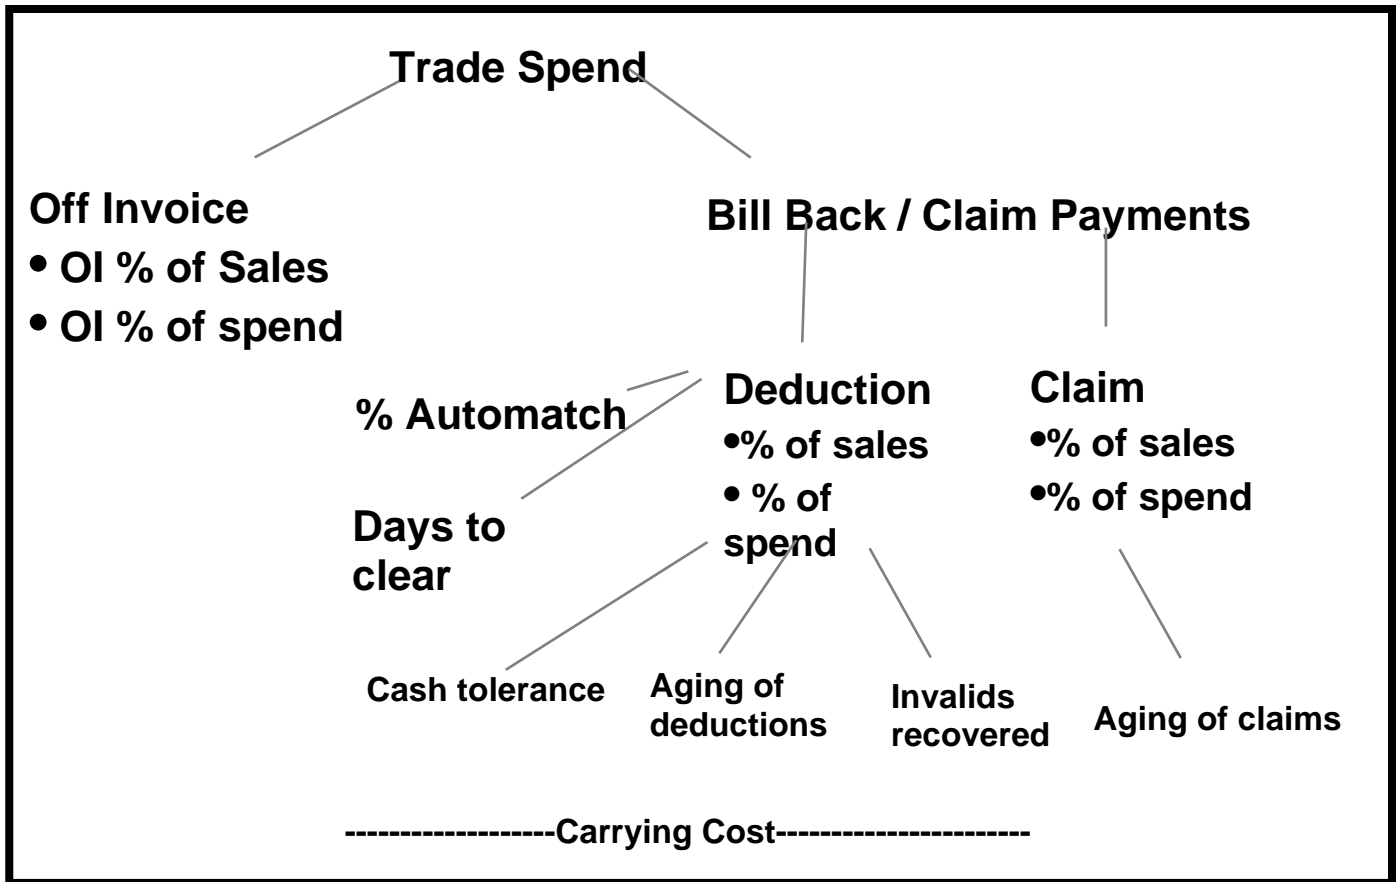 Trade Spend
Off Invoice
• OI % of Sales
• OI % of spend
Bill Back / Claim Payments
% Automatch
Days to
clear
Deduction
•% of sales
• % of
spend
Claim
•% of sales
•% of spend
Cash tolerance
Aging of
deductions
Invalids
recovered
Aging of claims
-------------------Carrying Cost-----------------------